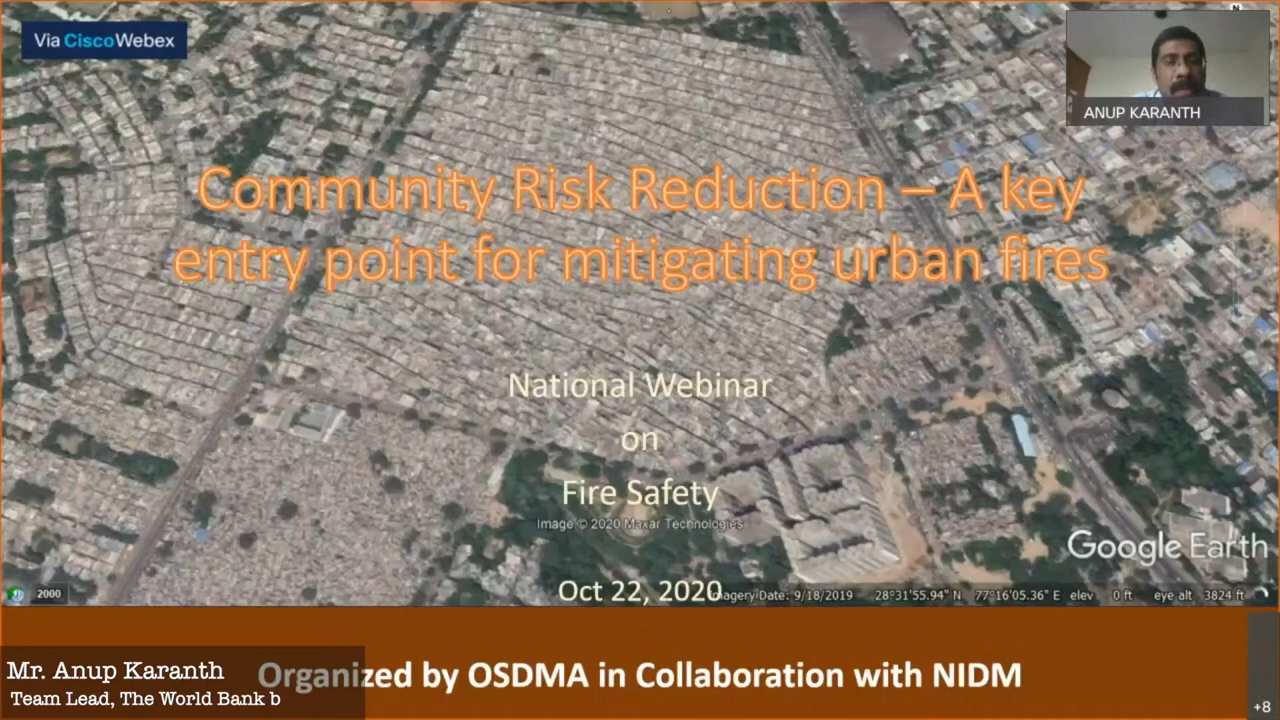 Via CiscoWebex
N
ANUP KARANTH
Community Risk Reduction – A key
entry point for mitigating urban fires
National Webinar
on
Fire Safety
Image © 2020 Maxar Technologies
Google Earth
2000
Oct 22, 2020
magery Date: 9/18/2019 28°31'55.94" N 77°16'05.36" E elev 0 ft eye alt 3824 ft
Mr. Anup Karanth
Team Lead, The World Bank b
Organized by OSDMA in Collaboration with NIDM
+8